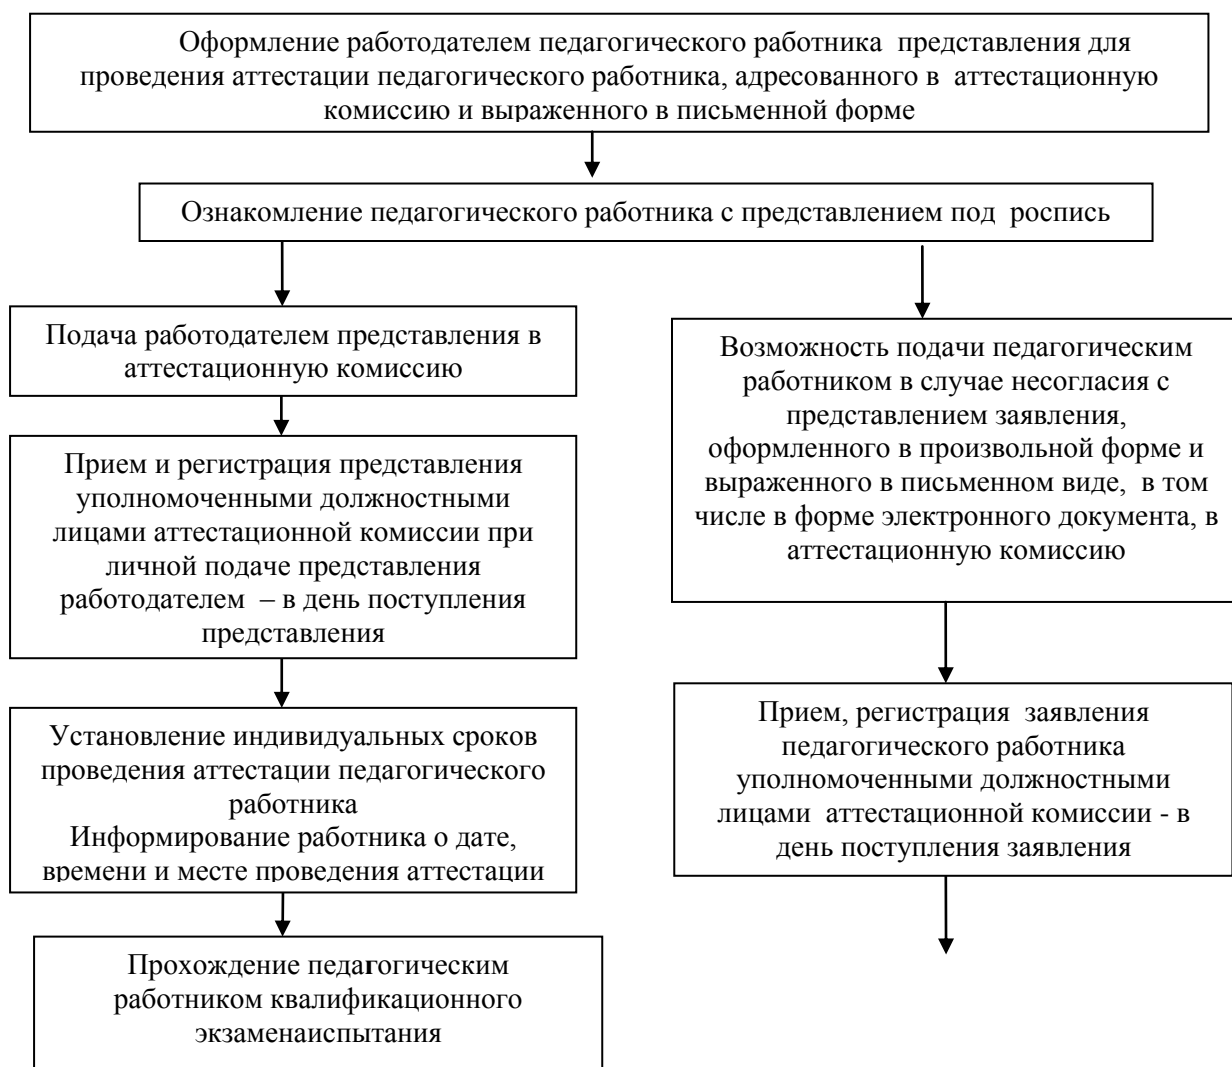 Оформление работодателем педагогического работника представления для
проведения аттестации педагогического работника, адресованного в аттестационную
комиссию и выраженного в письменной форме
Ознакомление педагогического работника с представлением под роспись
Подача работодателем представления в
аттестационную комиссию
Прием и регистрация представления
уполномоченными должностными
лицами аттестационной комиссии при
личной подаче представления
работодателем – в день поступления
представления
Установление индивидуальных сроков
проведения аттестации педагогического
работника
Информирование работника о дате,
времени и месте проведения аттестации
Прохождение педагогическим
работником квалификационного
экзаменаиспытания
Возможность подачи педагогическим
работником в случае несогласия с
представлением заявления,
оформленного в произвольной форме и
выраженного в письменном виде, в том
числе в форме электронного документа, в
аттестационную комиссию
Прием, регистрация заявления
педагогического работника
уполномоченными должностными
лицами аттестационной комиссии - в
день поступления заявления